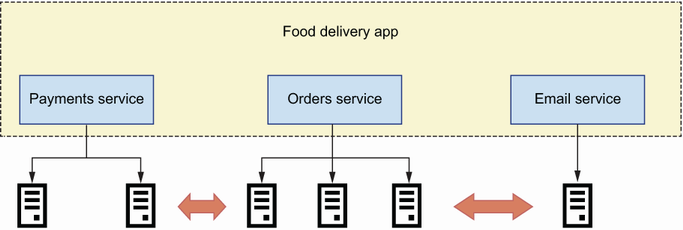 Food delivery app
Payments service
Orders service
Email service